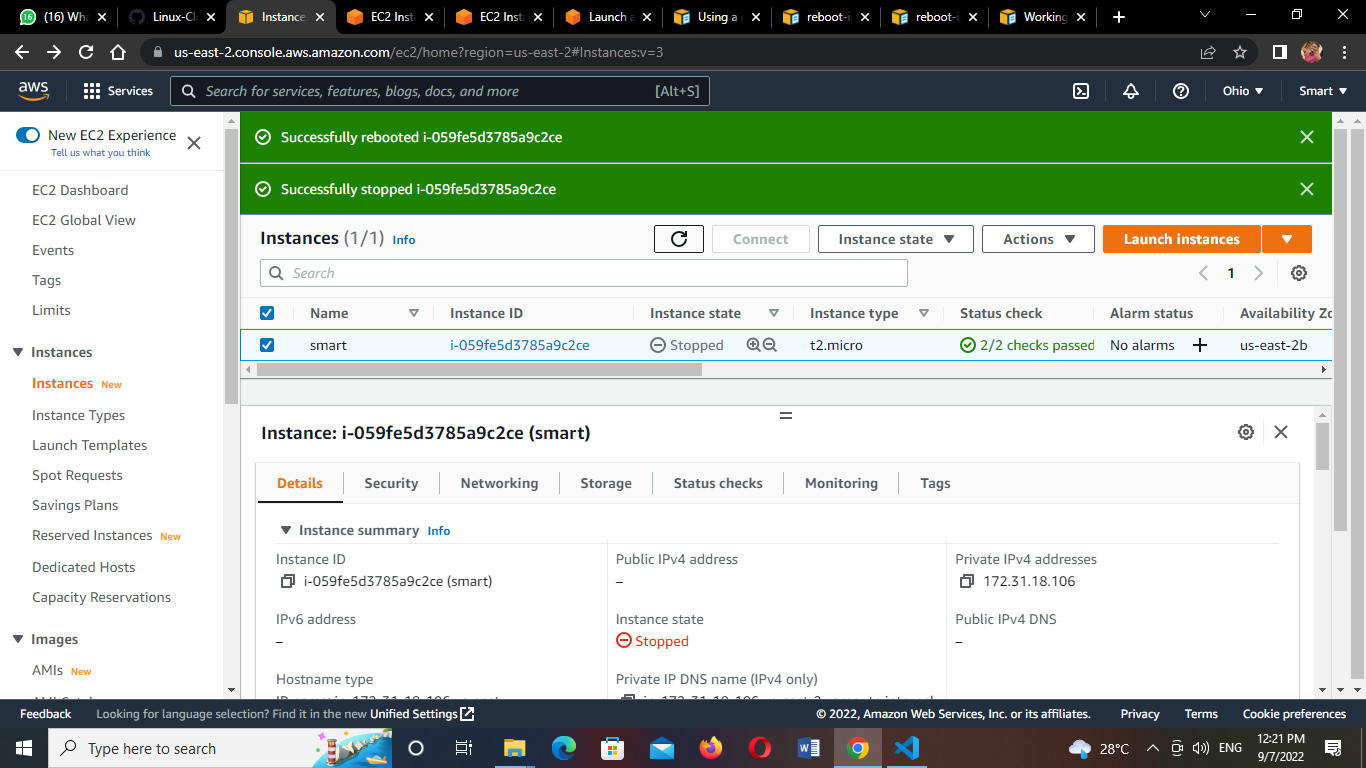 (16) Wha
Linux-Cl
Instance
EC2 Inst
EC2 Inst
Launch a
Using a
reboot-i
reboot-i
Working
us-east-2.console.aws.amazon.com/ec2/home?region=us-east-2#Instances:v=3
aws
Services
Search for services, features, blogs, docs, and more
[Alt+S]
Ohio
Smart
New EC2 Experience
Tell us what you think
EC2 Dashboard
EC2 Global View
Events
Tags
Limits
Instances
Instances New
Instance Types
Launch Templates
Spot Requests
Savings Plans
Reserved Instances New
Dedicated Hosts
Capacity Reservations
Images
AMIs New
Successfully rebooted i-059fe5d3785a9c2ce
Successfully stopped i-059fe5d3785a9c2ce
Instances (1/1) Info
Connect
Instance state
Actions
Launch instances
Search
1
Name Instance ID Instance state Instance type Status check Alarm status Availability Zo
smart i-059fe5d3785a9c2ce Stopped t2.micro 2/2 checks passed No alarms + us-east-2b
Instance: i-059fe5d3785a9c2ce (smart)
Details Security Networking Storage Status checks Monitoring Tags
Instance summary Info
Instance ID
i-059fe5d3785a9c2ce (smart)
Public IPv4 address
–
Private IPv4 addresses
172.31.18.106
IPv6 address
–
Instance state
Stopped
Public IPv4 DNS
–
Hostname type
Private IP DNS name (IPv4 only)
Feedback
Looking for language selection? Find it in the new Unified Settings
© 2022, Amazon Web Services, Inc. or its affiliates.
Privacy
Terms
Cookie preferences
Type here to search
28°C
ENG
12:21 PM
9/7/2022